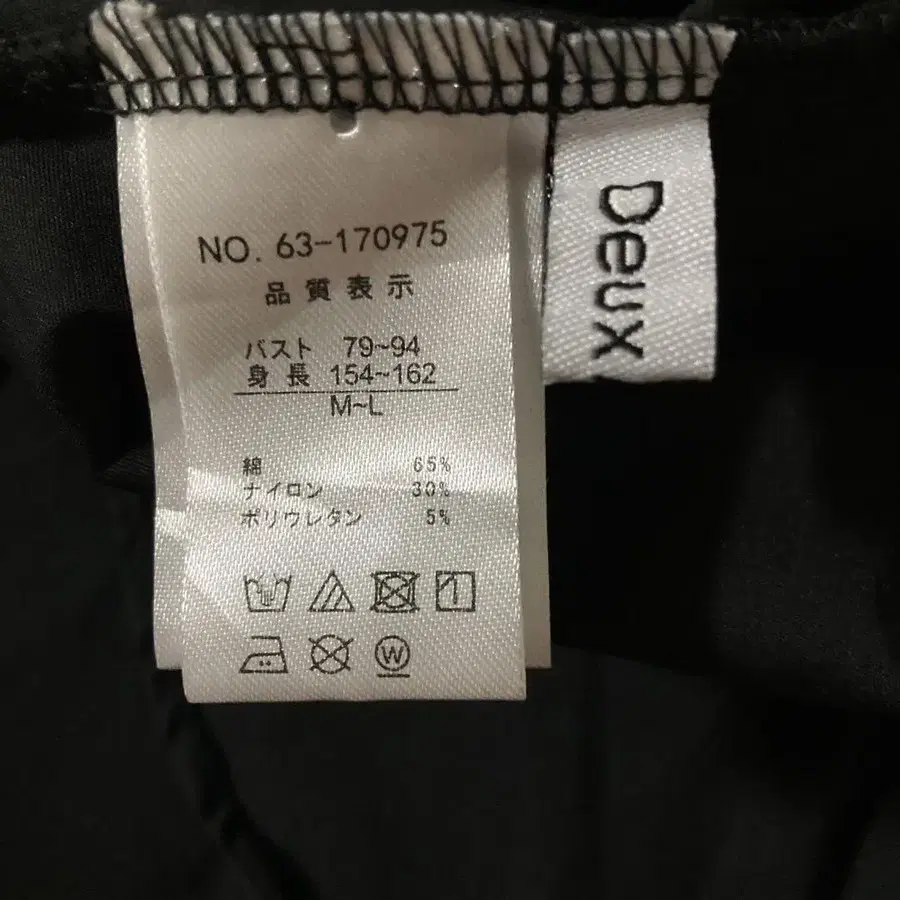 NO. 63-170975
品質表示
バスト 79~94
身長 154~162
M~L
綿 65%
ナイロン 30%
ポリウレタン 5%
W
Deux